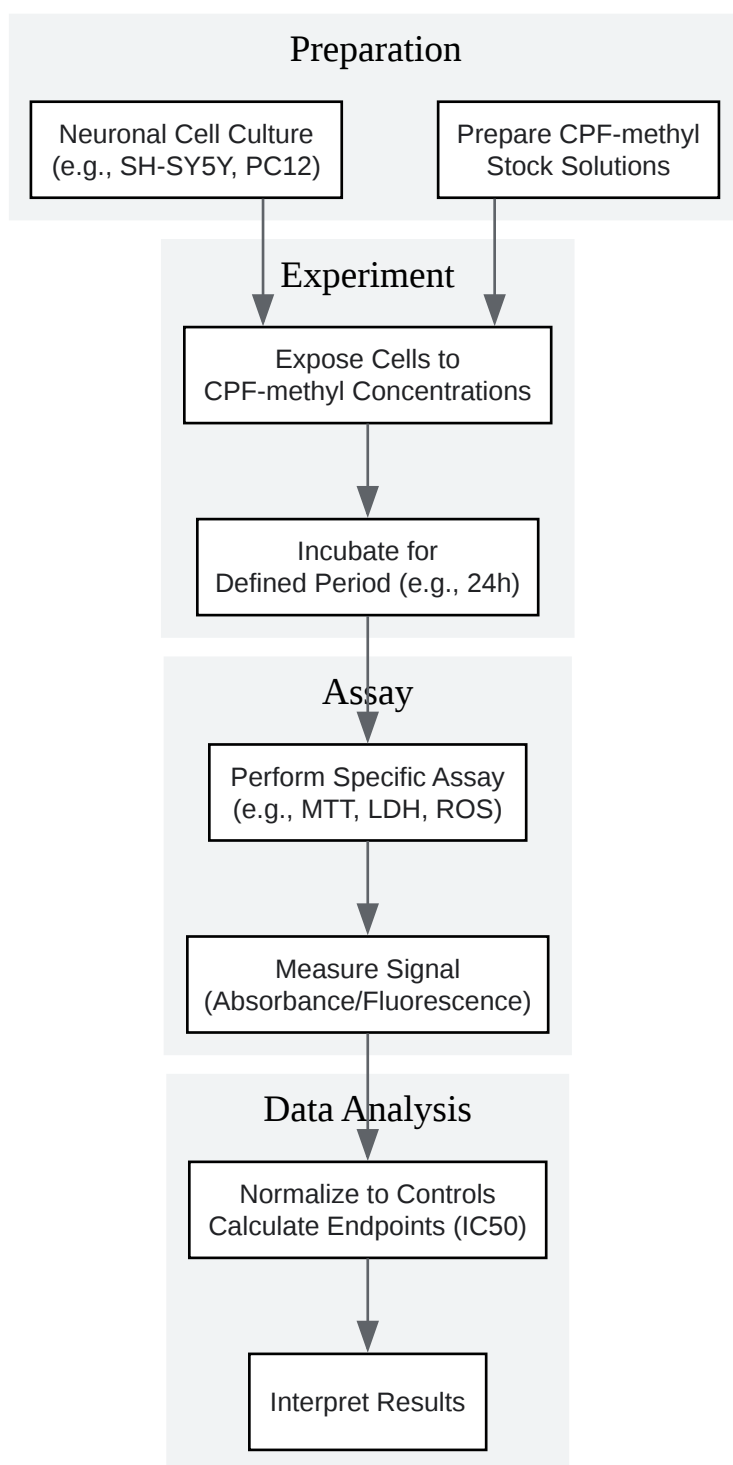 Preparation
Neuronal Cell Culture
(e.g., SH-SY5Y, PC12)
Prepare CPF-methyl
Stock Solutions
Experiment
Expose Cells to
CPF-methyl Concentrations
Incubate for
Defined Period (e.g., 24h)
Assay
Perform Specific Assay
(e.g., MTT, LDH, ROS)
Measure Signal
(Absorbance/Fluorescence)
Data Analysis
Normalize to Controls
Calculate Endpoints (IC50)
Interpret Results